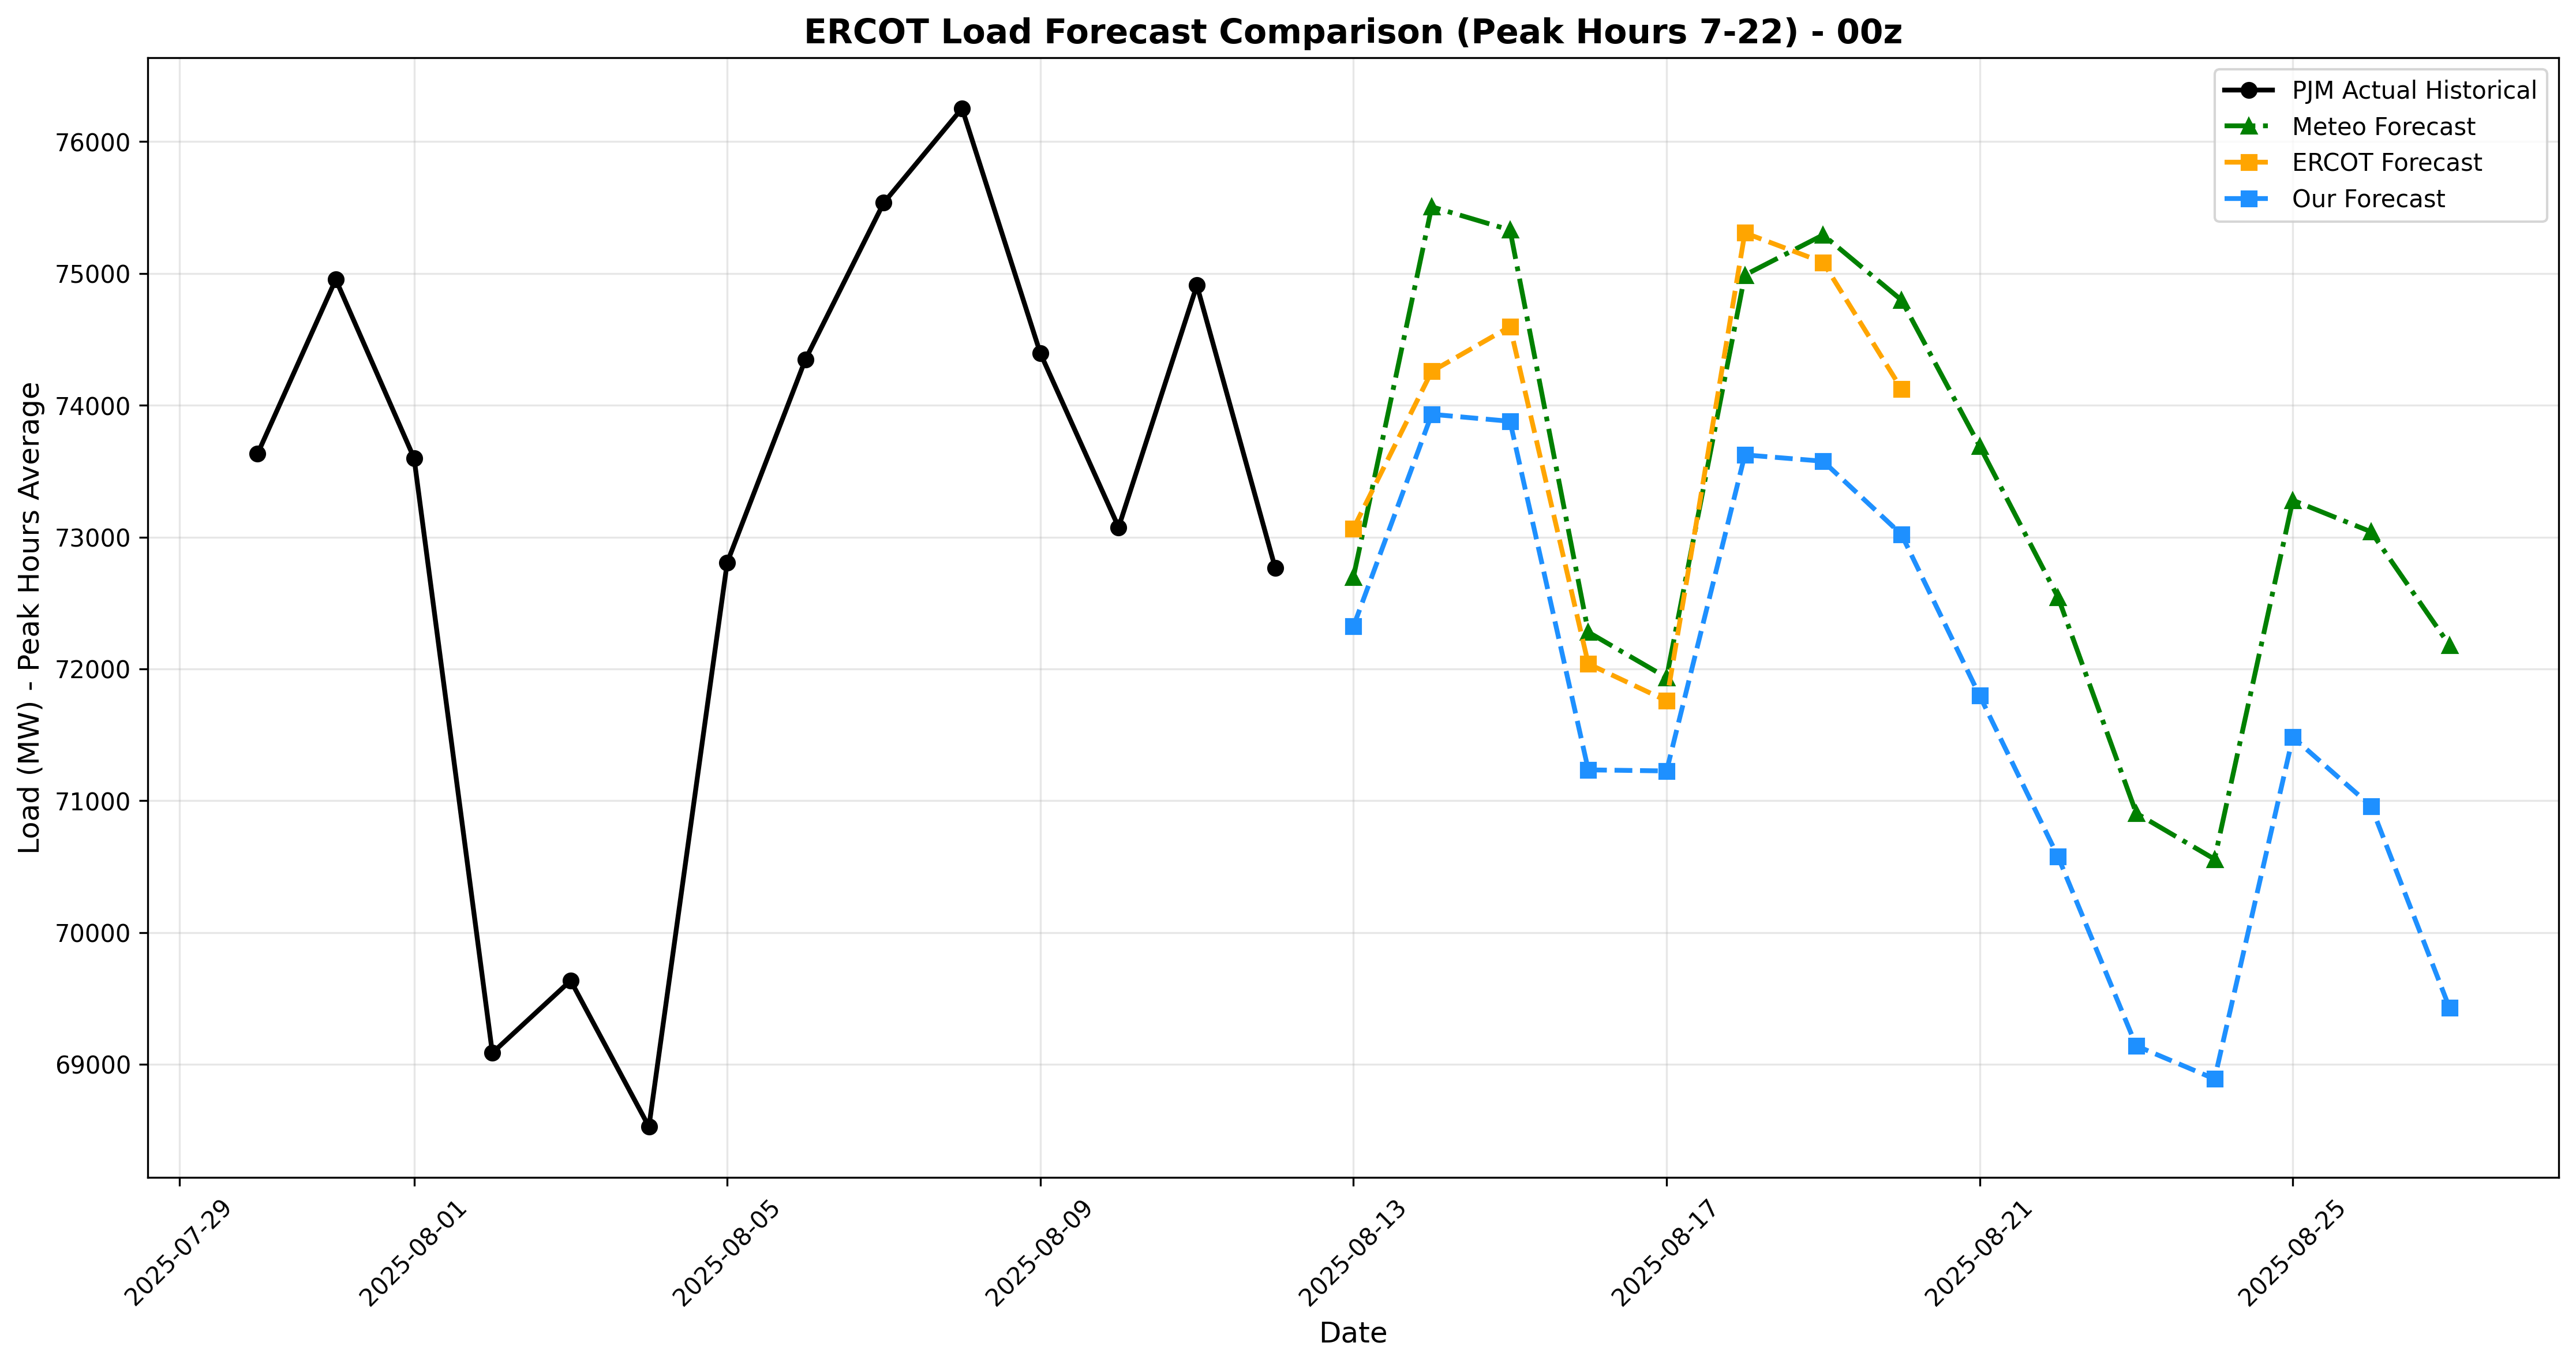 ERCOT Load Forecast Comparison (Peak Hours 7-22) - 00z
PJM Actual Historical
Meteo Forecast
ERCOT Forecast
Our Forecast
Load (MW) - Peak Hours Average
76000
75000
74000
73000
72000
71000
70000
69000
2025-07-29
2025-08-01
2025-08-05
2025-08-09
2025-08-13
2025-08-17
2025-08-21
2025-08-25
Date